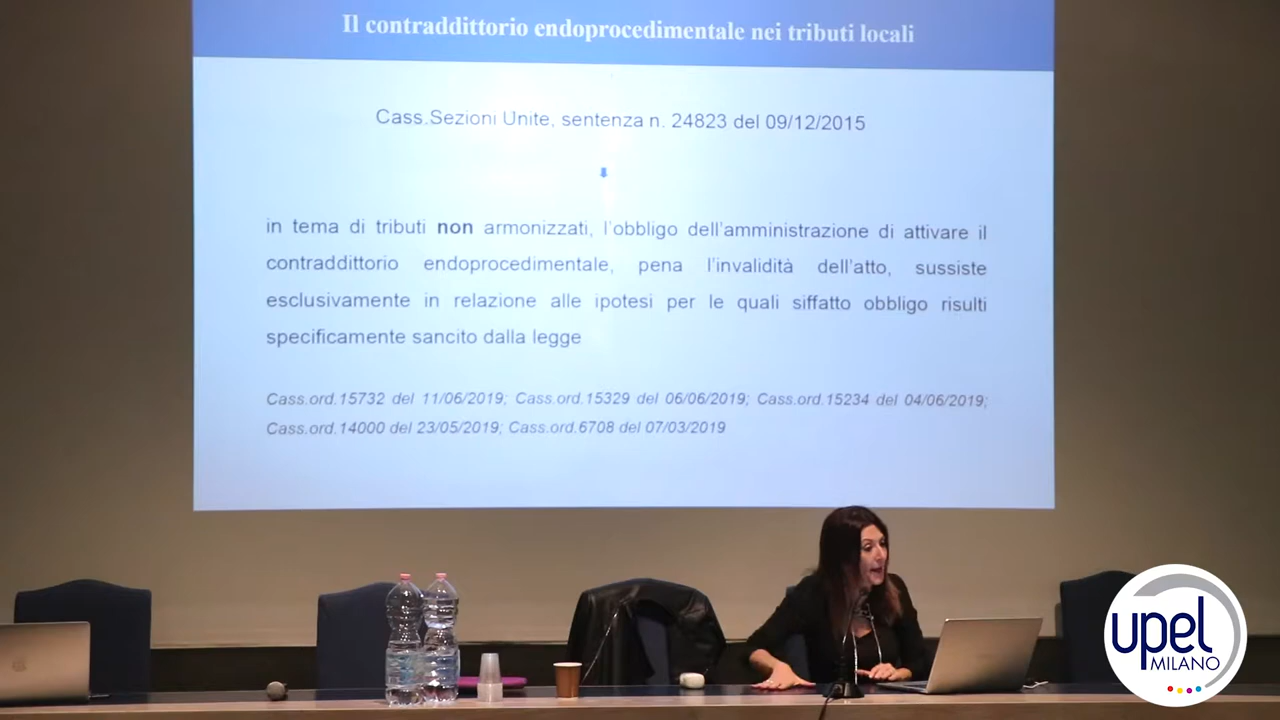 Il contraddittorio endoprocedimentale nei tributi locali
Cass.Sezioni Unite, sentenza n. 24823 del 09/12/2015
in tema di tributi non armonizzati, l'obbligo dell'amministrazione di attivare il
contraddittorio endoprocedimentale, pena l'invalidità dell'atto, sussiste
esclusivamente in relazione alle ipotesi per le quali siffatto obbligo risulti
specificamente sancito dalla legge
Cass.ord.15732 del 11/06/2019; Cass.ord.15329 del 06/06/2019; Cass.ord.15234 del 04/06/2019;
Cass.ord.14000 del 23/05/2019; Cass.ord.6708 del 07/03/2019
upel
MILANO